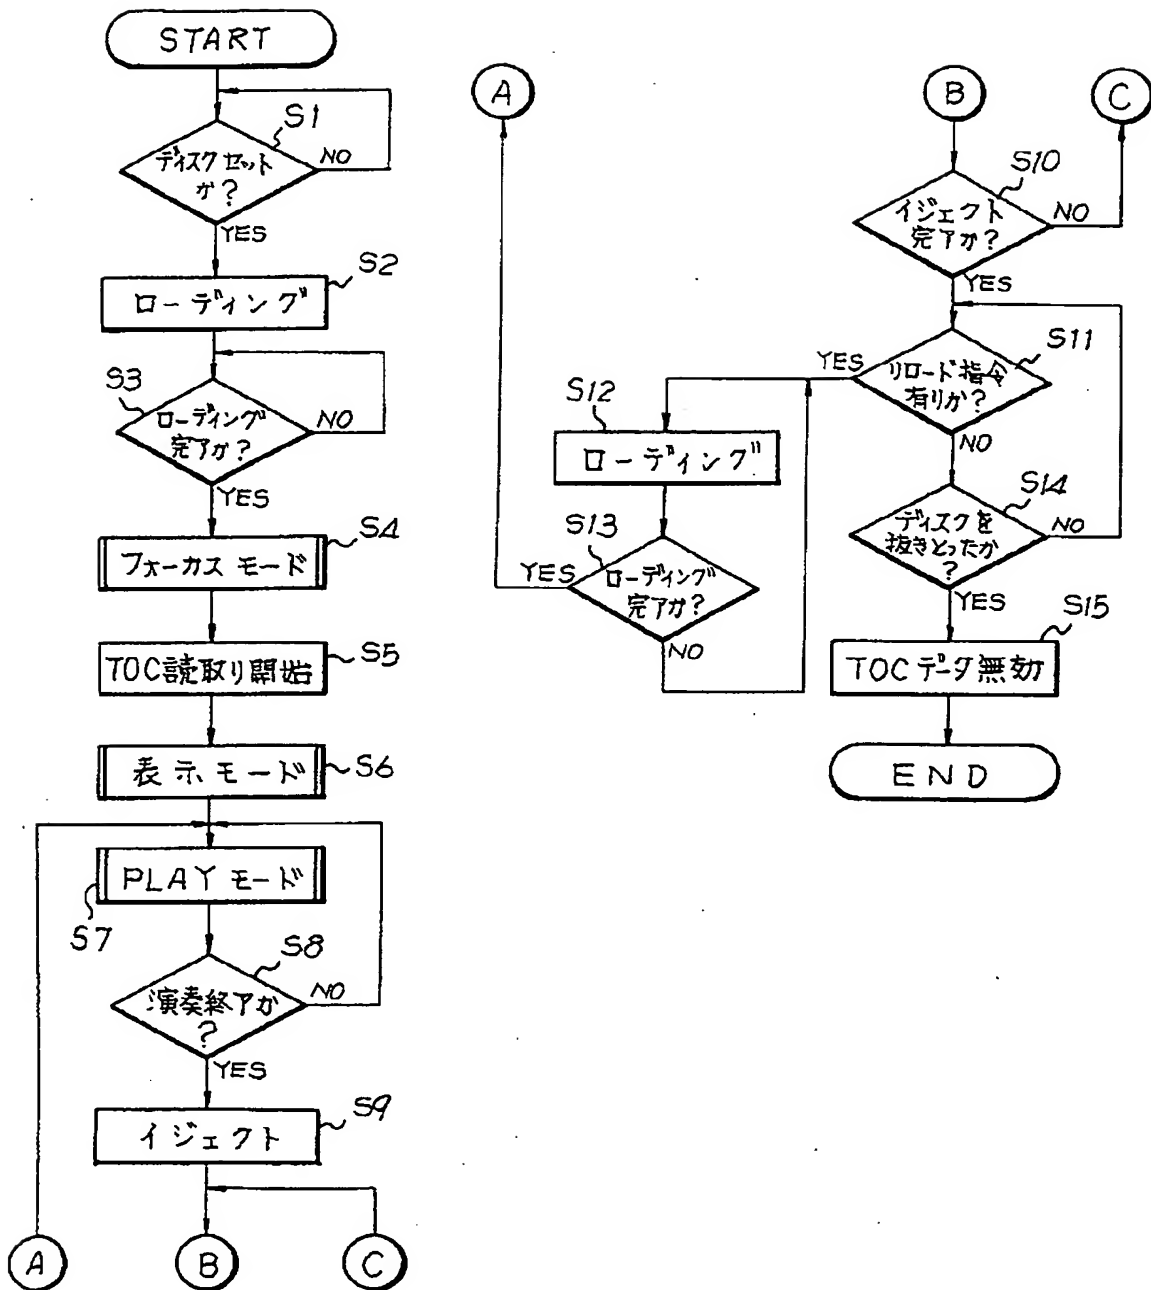 START
S1
ディスクセット
か?
NO
YES
S2
ローディング
S3
ローディング
完了か?
NO
YES
S4
フォーカスモード
S5
TOC読取り開始
S6
表示モード
PLAYモード
S7
S8
演奏終了か
?
NO
YES
S9
イジェクト
A
B
C
A
B
C
S10
イジェクト
完了か?
NO
YES
S11
リロード指令
有りか?
YES
NO
S12
ローディング
S13
ローディング
完了か?
YES
NO
S14
ディスクを
抜きとったか
?
NO
YES
S15
TOCデータ無効
END